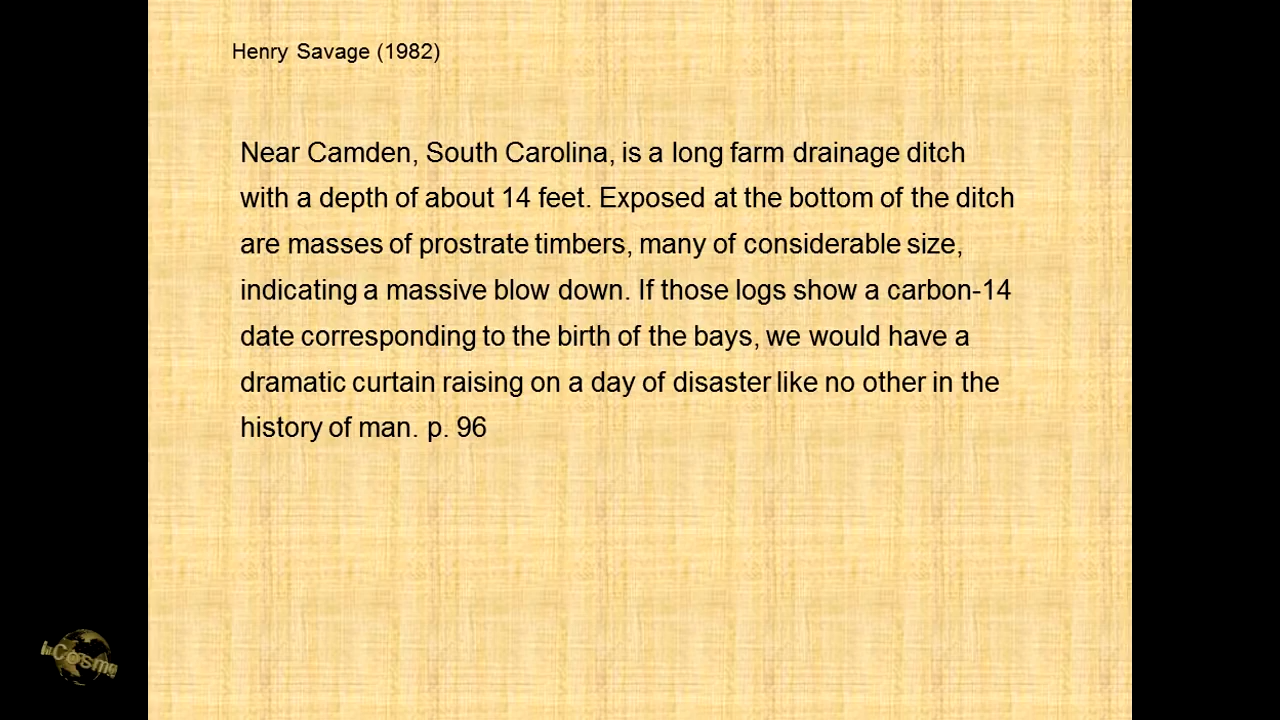 Henry Savage (1982)
Near Camden, South Carolina, is a long farm drainage ditch
with a depth of about 14 feet. Exposed at the bottom of the ditch
are masses of prostrate timbers, many of considerable size,
indicating a massive blow down. If those logs show a carbon-14
date corresponding to the birth of the bays, we would have a
dramatic curtain raising on a day of disaster like no other in the
history of man. p. 96